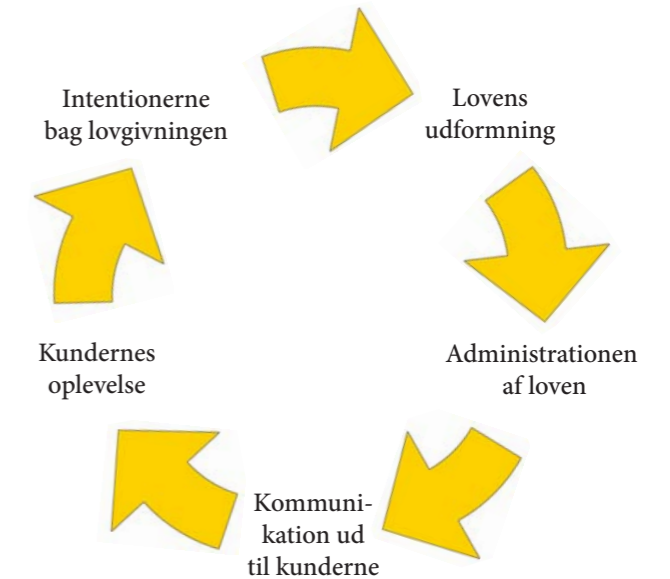 Intentionerne
bag lovgivningen
Lovens
udformning
Administrationen
af loven
Kommuni-
kation ud
til kunderne
Kundernes
oplevelse